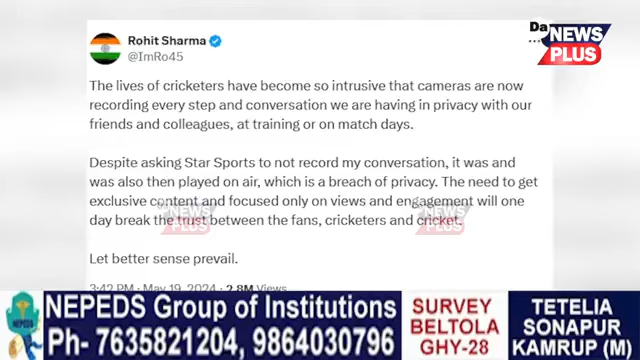 Da
NEWS
PLUS
Rohit Sharma
@ImRo45
The lives of cricketers have become so intrusive that cameras are now
recording every step and conversation we are having in privacy with our
friends and colleagues, at training or on match days.
Despite asking Star Sports to not record my conversation, it was and
was also then played on air, which is a breach of privacy. The need to get
exclusive content and focused only on views and engagement will one
day break the trust between the fans, cricketers and cricket.
NEWS
PLUS
NEWS
PLUS
Let better sense prevail.
3:42 PM · May 19, 2024 · 2.8M Views
NEPEDS Group of Institutions
Ph- 7635821204, 9864030796
SURVEY
BELTOLA
GHY-28
TETELIA
SONAPUR
KAMRUP (M)